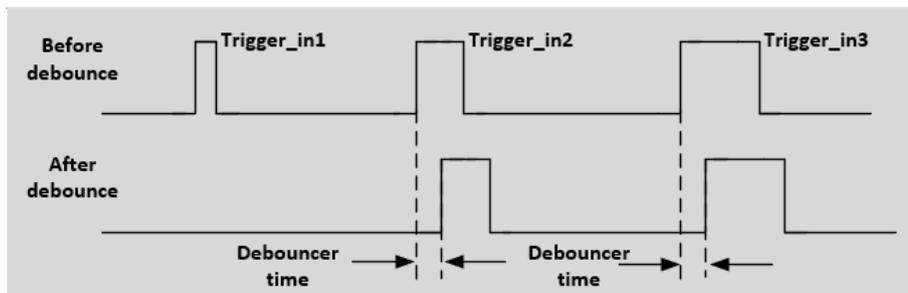 Before
debounce
Trigger_in1
Trigger_in2
Trigger_in3
After
debounce
Debouncer
time
Debouncer
time